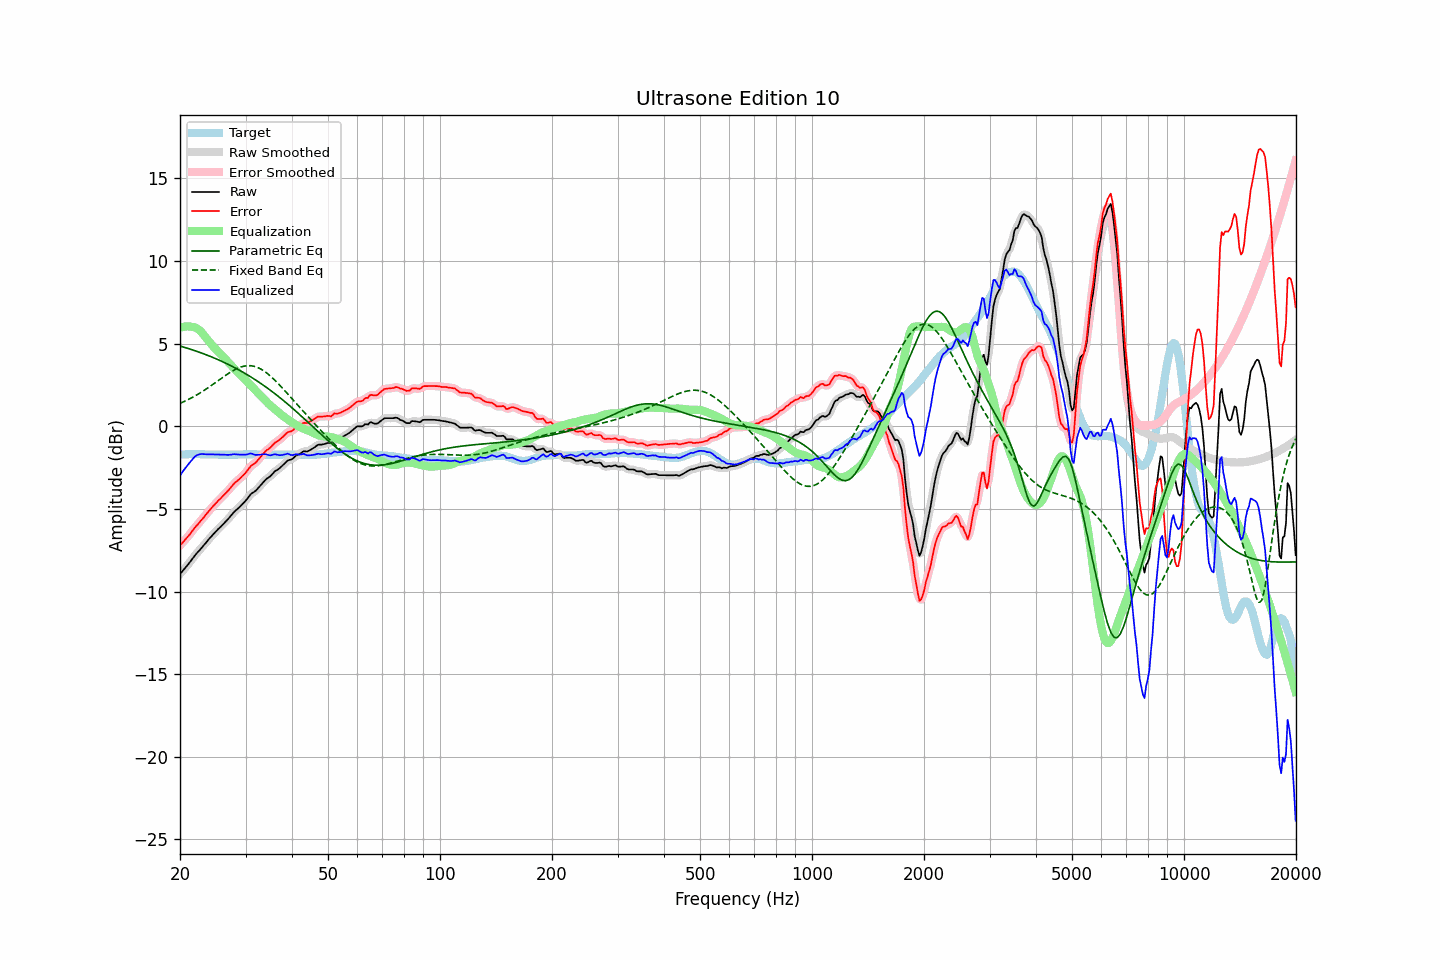 Ultrasone Edition 10
Target
Raw Smoothed
Error Smoothed
Raw
Error
Equalization
Parametric Eq
Fixed Band Eq
Equalized
15
10
5
0
−5
−10
−15
−20
−25
Amplitude (dBr)
20
50
100
200
500
1000
2000
5000
10000
20000
Frequency (Hz)